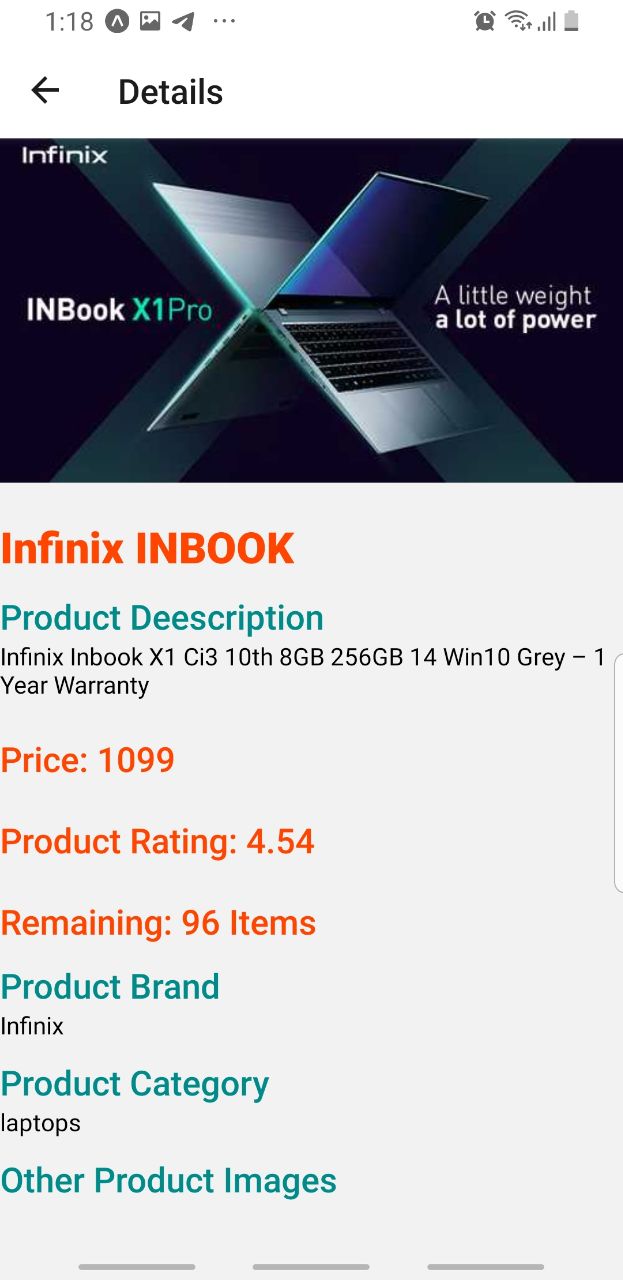 1:18
Details
Infinix
INBook X1Pro
A little weight
a lot of power
Infinix INBOOK
Product Deescription
Infinix Inbook X1 Ci3 10th 8GB 256GB 14 Win10 Grey – 1
Year Warranty
Price: 1099
Product Rating: 4.54
Remaining: 96 Items
Product Brand
Infinix
Product Category
laptops
Other Product Images